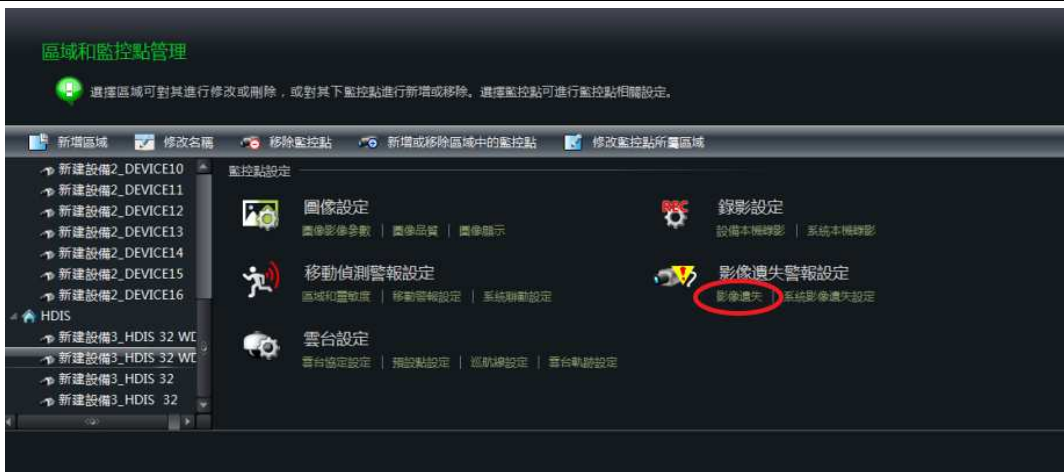 區域和監控點管理
選擇區域可對其進行修改或刪除，或對其下監控點進行新增或移除。選擇監控點可進行監控點相關設定。
新增區域 修改名稱 移除監控點 新增或移除區域中的監控點 修改監控點所屬區域
新建設備2_DEVICE10
新建設備2_DEVICE11
新建設備2_DEVICE12
新建設備2_DEVICE13
新建設備2_DEVICE14
新建設備2_DEVICE15
新建設備2_DEVICE16
HDIS
新建設備3_HDIS 32 WD
新建設備3_HDIS 32 WE
新建設備3_HDIS 32
新建設備3_HDIS 32
監控點設定
圖像設定
圖像影像參數 | 圖像品質 | 圖像顯示
錄影設定
REC
設備本機錄影 | 系統本機錄影
移動偵測警報設定
區域和靈敏度 | 移動警報設定 | 系統聯動設定
影像遺失警報設定
影像遺失 | 系統影像遺失設定
雲台設定
雲台協定設定 | 預設點設定 | 巡航線設定 | 雲台軌跡設定